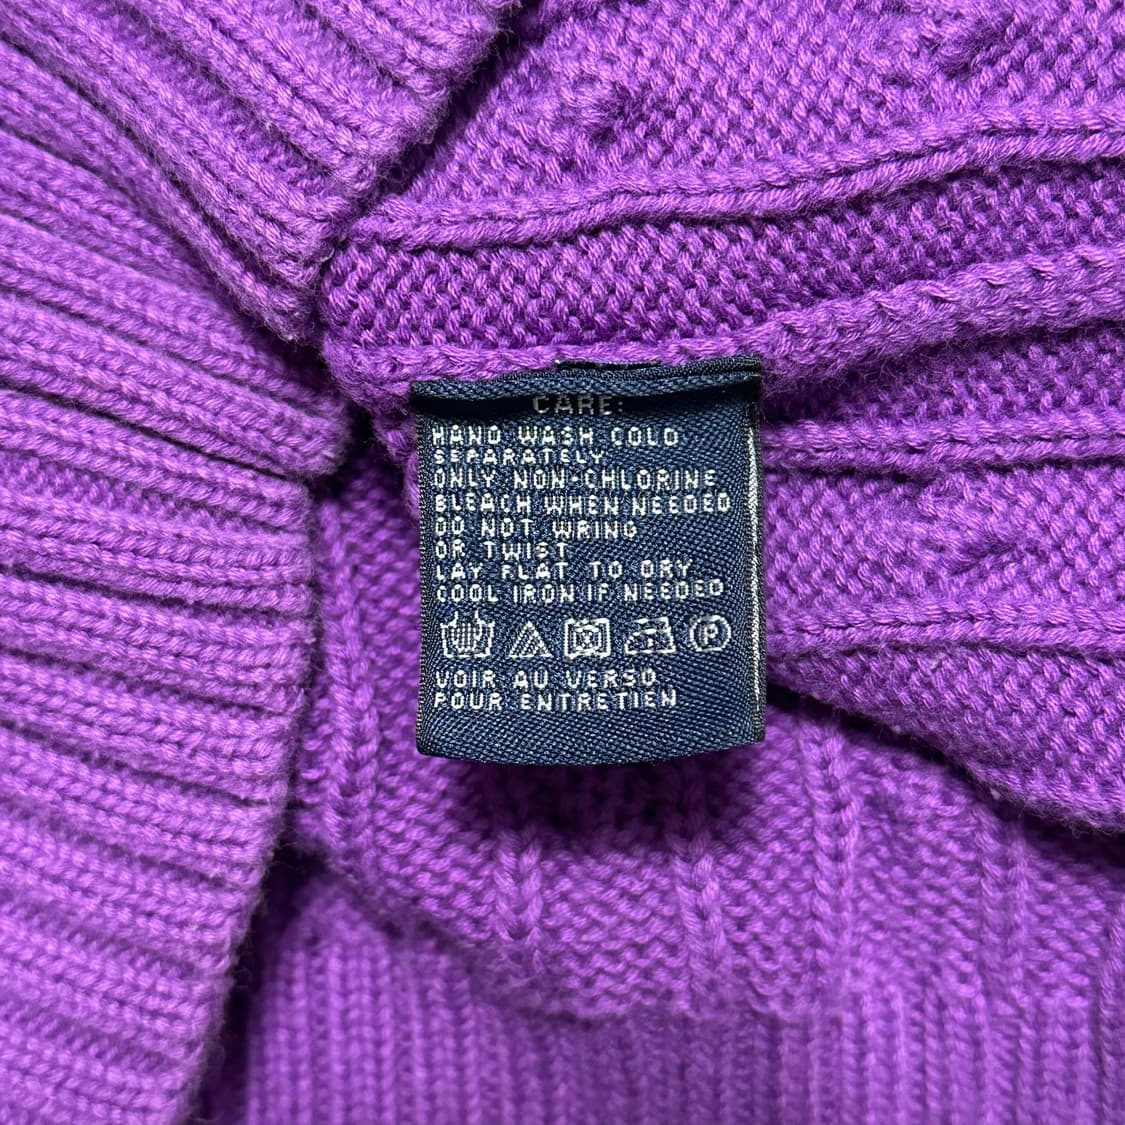 CARE:
HAND WASH COLD
SEPARATELY
ONLY NON-CHLORINE
BLEACH WHEN NEEDED
DO NOT WRING
OR TWIST
LAY FLAT TO DRY
COOL IRON IF NEEDED
P
VOIR AU VERSO
POUR ENTRETIEN